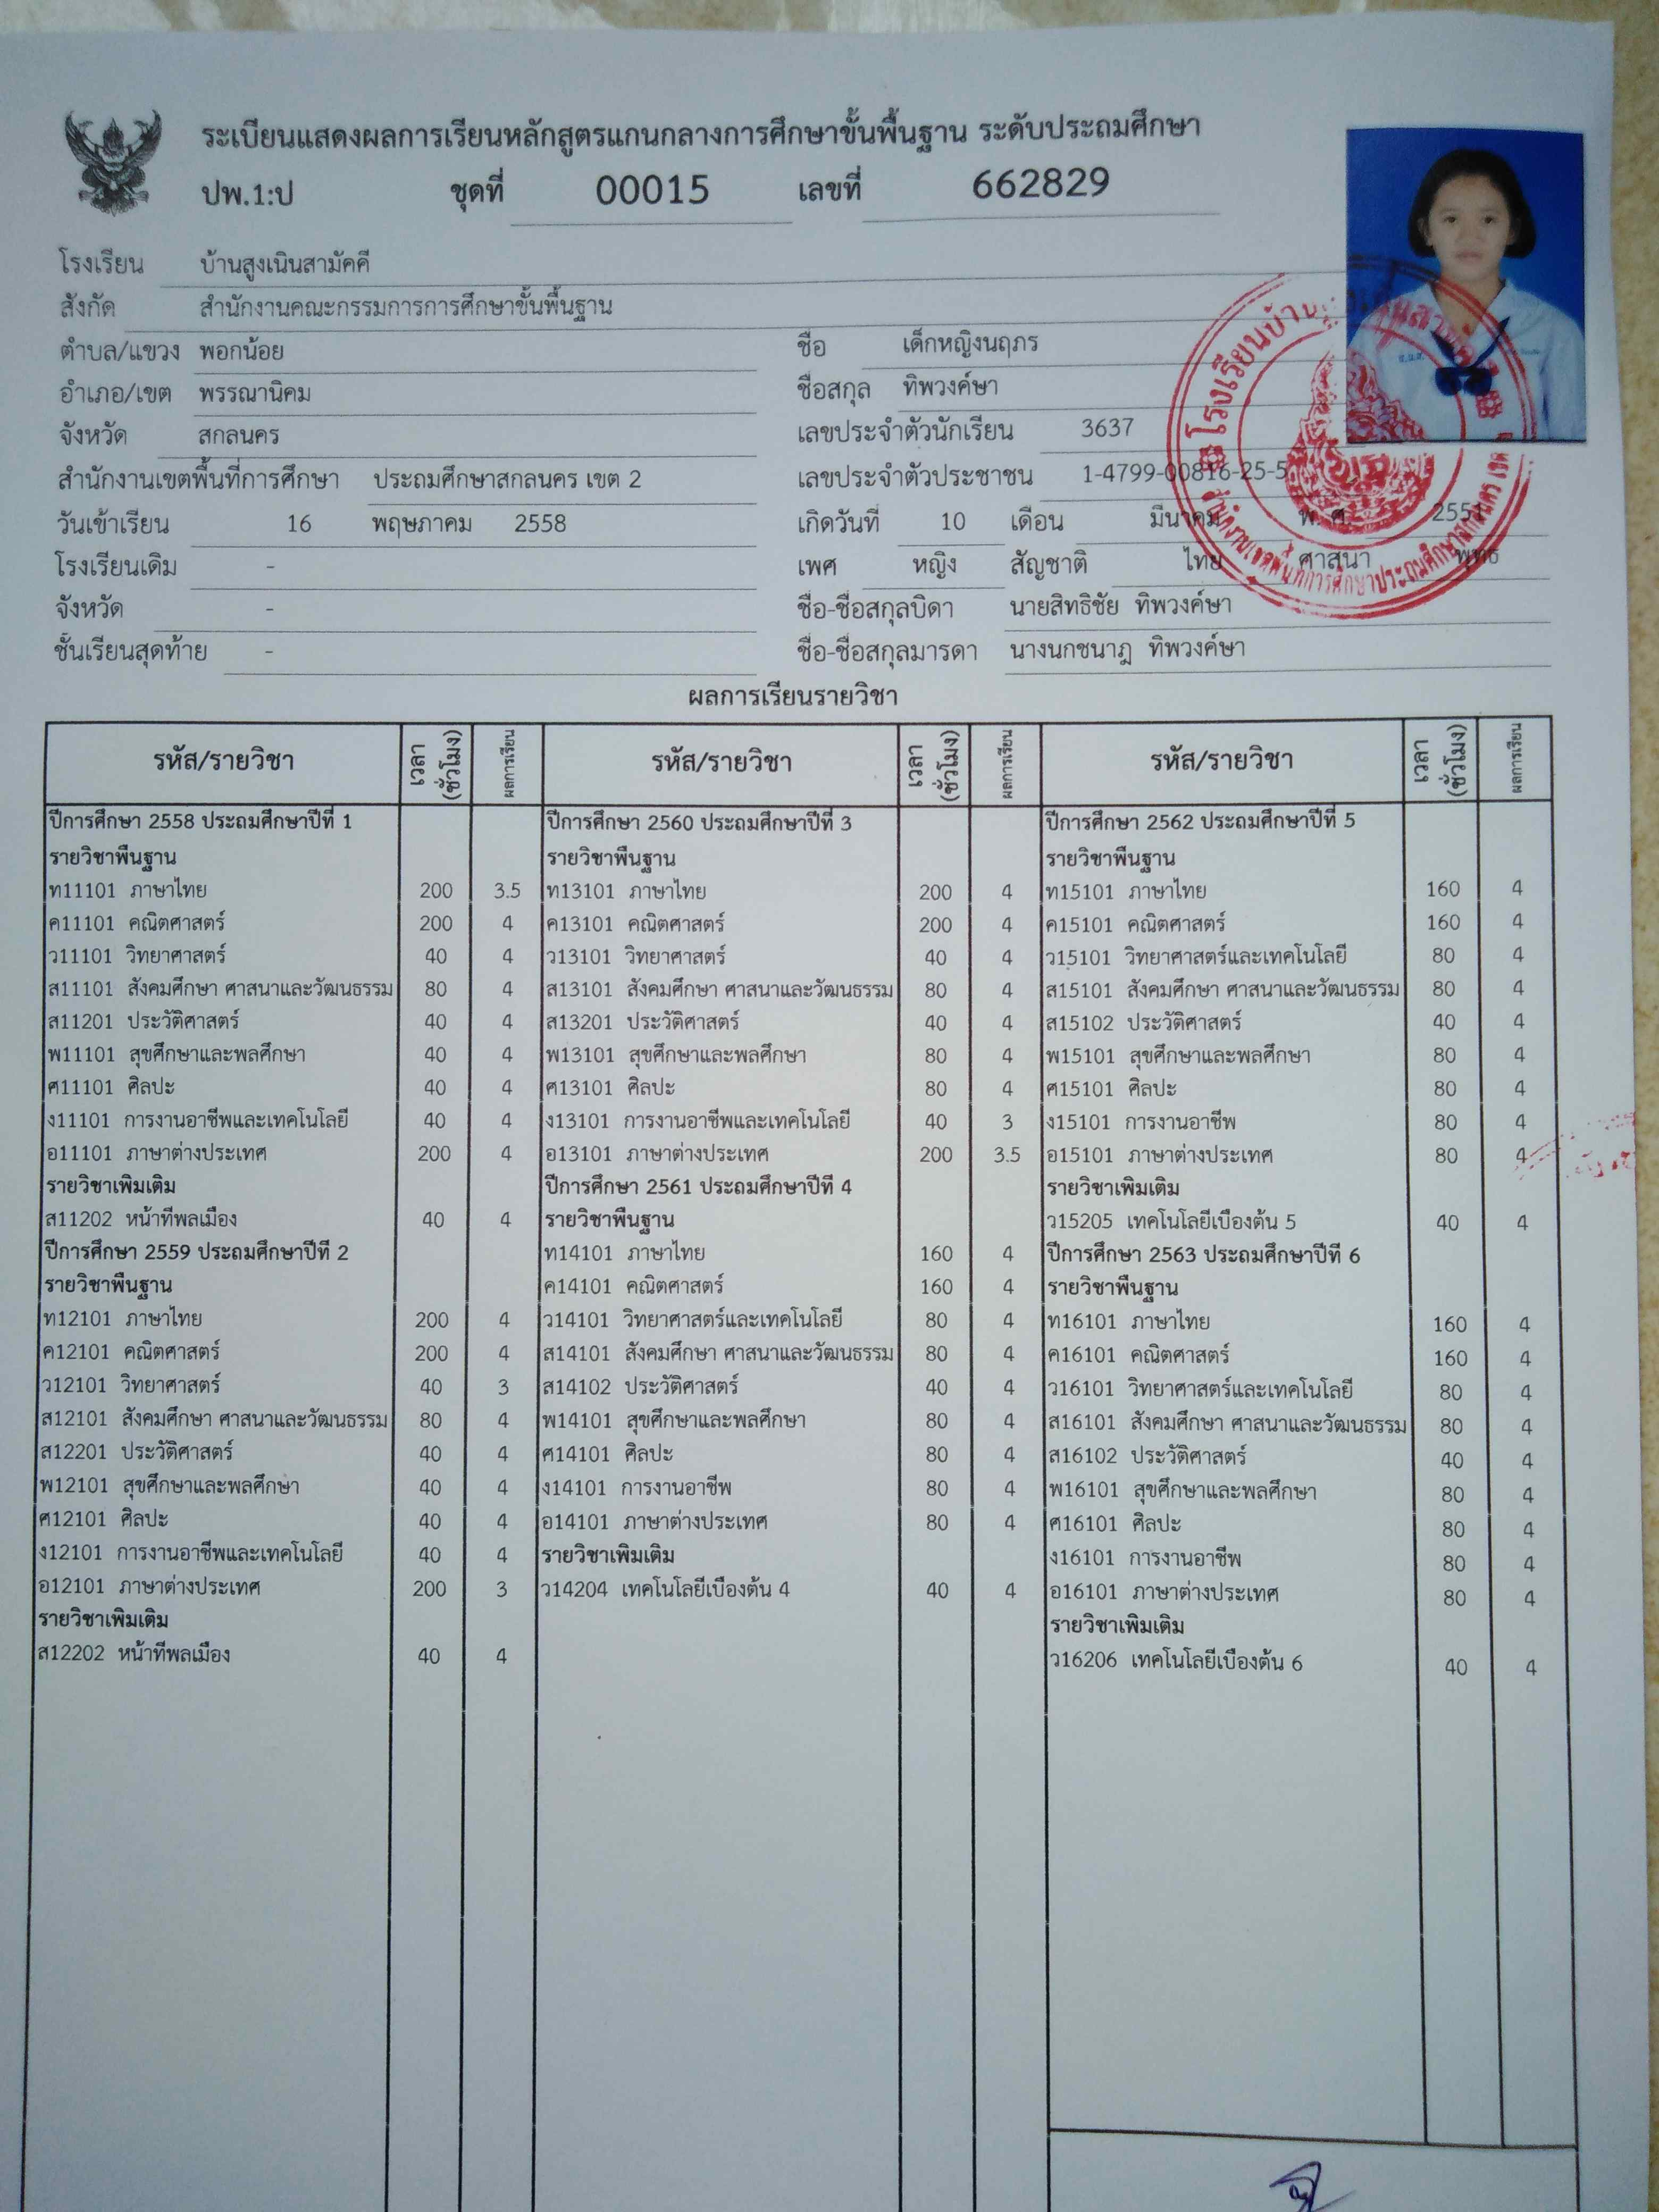 ระเบียนแสดงผลการเรียนหลักสูตรแกนกลางการศึกษาขั้นพื้นฐาน ระดับประถมศึกษา
ปพ.1:ป ชุดที่ 00015 เลขที่ 662829
โรงเรียน บ้านสูงเนินสามัคคี
สังกัด สำนักงานคณะกรรมการการศึกษาขั้นพื้นฐาน
ตำบล/แขวง พอกน้อย
อำเภอ/เขต พรรณานิคม
จังหวัด สกลนคร
สำนักงานเขตพื้นที่การศึกษา ประถมศึกษาสกลนคร เขต 2
วันเข้าเรียน 16 พฤษภาคม 2558
โรงเรียนเดิม -
จังหวัด -
ชั้นเรียนสุดท้าย -
ชื่อ เด็กหญิงนฤภร
ชื่อสกุล ทิพวงค์ษา
เลขประจำตัวนักเรียน 3637
เลขประจำตัวประชาชน 1-4799-00816-25-5
เกิดวันที่ 10 เดือน มีนาคม พ.ศ. 2551
เพศ หญิง สัญชาติ ไทย ศาสนา พุทธ
ชื่อ-ชื่อสกุลบิดา นายสิทธิชัย ทิพวงค์ษา
ชื่อ-ชื่อสกุลมารดา นางนกชนาฎ ทิพวงค์ษา
ผลการเรียนรายวิชา
รหัส/รายวิชา เวลา (ชั่วโมง) ผลการเรียน
ปีการศึกษา 2558 ประถมศึกษาปีที่ 1
รายวิชาพื้นฐาน
ท11101 ภาษาไทย 200 3.5
ค11101 คณิตศาสตร์ 200 4
ว11101 วิทยาศาสตร์ 40 4
ส11101 สังคมศึกษา ศาสนาและวัฒนธรรม 80 4
ส11201 ประวัติศาสตร์ 40 4
พ11101 สุขศึกษาและพลศึกษา 40 4
ศ11101 ศิลปะ 40 4
ง11101 การงานอาชีพและเทคโนโลยี 40 4
อ11101 ภาษาต่างประเทศ 200 4
รายวิชาเพิ่มเติม
ส11202 หน้าที่พลเมือง 40 4
ปีการศึกษา 2559 ประถมศึกษาปีที่ 2
รายวิชาพื้นฐาน
ท12101 ภาษาไทย 200 4
ค12101 คณิตศาสตร์ 200 4
ว12101 วิทยาศาสตร์ 40 3
ส12101 สังคมศึกษา ศาสนาและวัฒนธรรม 80 4
ส12201 ประวัติศาสตร์ 40 4
พ12101 สุขศึกษาและพลศึกษา 40 4
ศ12101 ศิลปะ 40 4
ง12101 การงานอาชีพและเทคโนโลยี 40 4
อ12101 ภาษาต่างประเทศ 200 3
รายวิชาเพิ่มเติม
ส12202 หน้าที่พลเมือง 40 4
รหัส/รายวิชา เวลา (ชั่วโมง) ผลการเรียน
ปีการศึกษา 2560 ประถมศึกษาปีที่ 3
รายวิชาพื้นฐาน
ท13101 ภาษาไทย 200 4
ค13101 คณิตศาสตร์ 200 4
ว13101 วิทยาศาสตร์ 40 4
ส13101 สังคมศึกษา ศาสนาและวัฒนธรรม 80 4
ส13201 ประวัติศาสตร์ 40 4
พ13101 สุขศึกษาและพลศึกษา 80 4
ศ13101 ศิลปะ 80 4
ง13101 การงานอาชีพและเทคโนโลยี 40 3
อ13101 ภาษาต่างประเทศ 200 3.5
ปีการศึกษา 2561 ประถมศึกษาปีที่ 4
รายวิชาพื้นฐาน
ท14101 ภาษาไทย 160 4
ค14101 คณิตศาสตร์ 160 4
ว14101 วิทยาศาสตร์และเทคโนโลยี 80 4
ส14101 สังคมศึกษา ศาสนาและวัฒนธรรม 80 4
ส14102 ประวัติศาสตร์ 40 4
พ14101 สุขศึกษาและพลศึกษา 80 4
ศ14101 ศิลปะ 80 4
ง14101 การงานอาชีพ 80 4
อ14101 ภาษาต่างประเทศ 80 4
รายวิชาเพิ่มเติม
ว14204 เทคโนโลยีเบื้องต้น 4 40 4
รหัส/รายวิชา เวลา (ชั่วโมง) ผลการเรียน
ปีการศึกษา 2562 ประถมศึกษาปีที่ 5
รายวิชาพื้นฐาน
ท15101 ภาษาไทย 160 4
ค15101 คณิตศาสตร์ 160 4
ว15101 วิทยาศาสตร์และเทคโนโลยี 80 4
ส15101 สังคมศึกษา ศาสนาและวัฒนธรรม 80 4
ส15102 ประวัติศาสตร์ 40 4
พ15101 สุขศึกษาและพลศึกษา 80 4
ศ15101 ศิลปะ 80 4
ง15101 การงานอาชีพ 80 4
อ15101 ภาษาต่างประเทศ 80 4
รายวิชาเพิ่มเติม
ว15205 เทคโนโลยีเบื้องต้น 5 40 4
ปีการศึกษา 2563 ประถมศึกษาปีที่ 6
รายวิชาพื้นฐาน
ท16101 ภาษาไทย 160 4
ค16101 คณิตศาสตร์ 160 4
ว16101 วิทยาศาสตร์และเทคโนโลยี 80 4
ส16101 สังคมศึกษา ศาสนาและวัฒนธรรม 80 4
ส16102 ประวัติศาสตร์ 40 4
พ16101 สุขศึกษาและพลศึกษา 80 4
ศ16101 ศิลปะ 80 4
ง16101 การงานอาชีพ 80 4
อ16101 ภาษาต่างประเทศ 80 4
รายวิชาเพิ่มเติม
ว16206 เทคโนโลยีเบื้องต้น 6 40 4